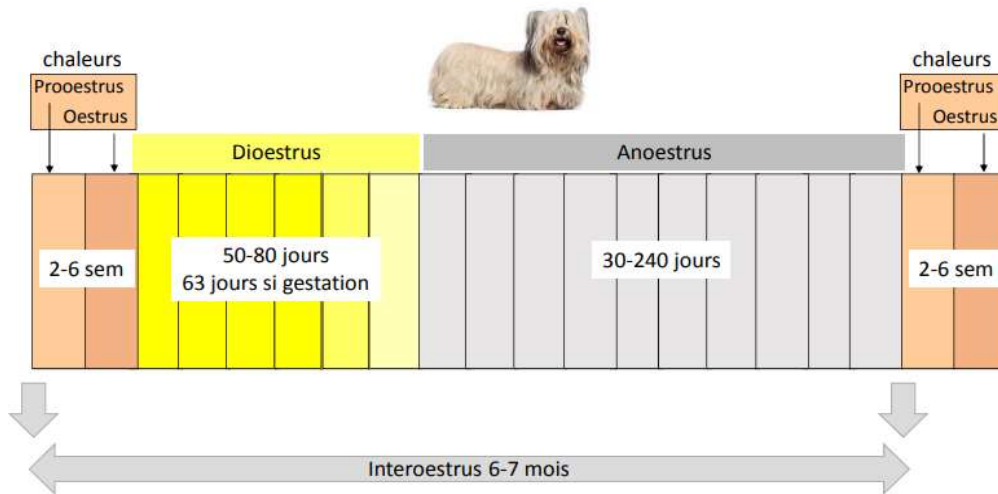 chaleurs
Prooestrus
Oestrus
chaleurs
Prooestrus
Oestrus
Dioestrus
Anoestrus
2-6 sem
50-80 jours
63 jours si gestation
30-240 jours
2-6 sem
Interoestrus 6-7 mois